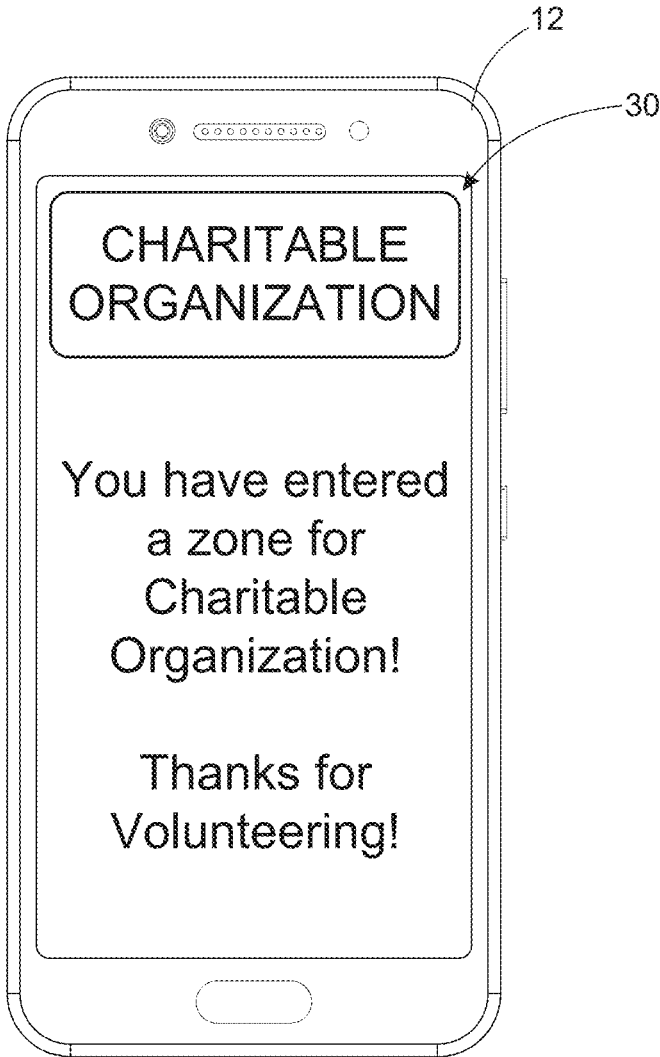 12
30
CHARITABLE
ORGANIZATION
You have entered
a zone for
Charitable
Organization!
Thanks for
Volunteering!